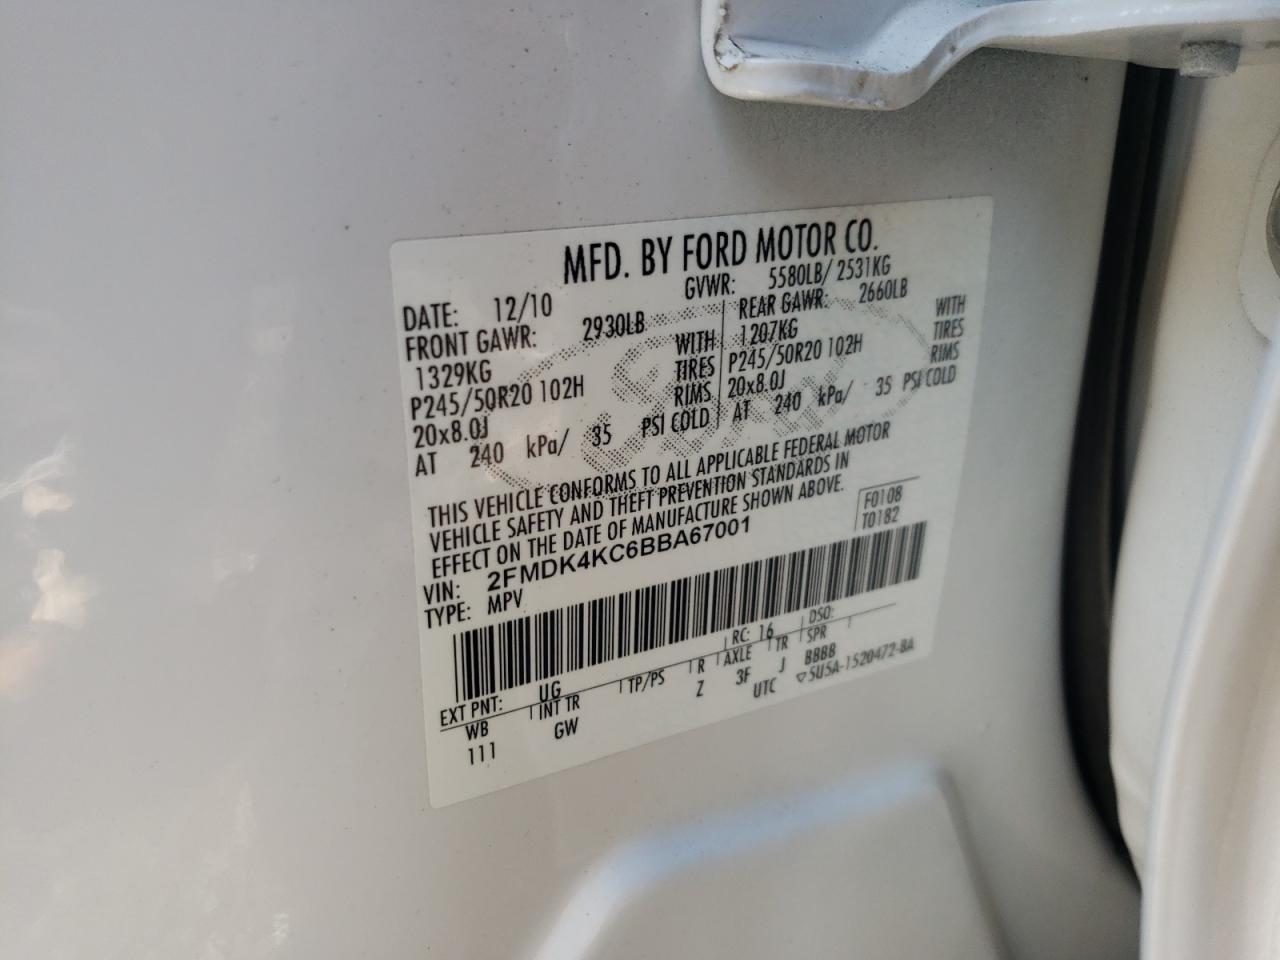 MFD. BY FORD MOTOR CO.
DATE: 12/10 GVWR: 5580LB/ 2531KG
FRONT GAWR: 2930LB REAR GAWR: 2660LB
1329KG WITH 1207KG WITH
P245/50R20 102H TIRES P245/50R20 102H TIRES
20x8.0J RIMS 20x8.0J RIMS
AT 240 kPa/ 35 PSI COLD AT 240 kPa/ 35 PSI COLD
THIS VEHICLE CONFORMS TO ALL APPLICABLE FEDERAL MOTOR
VEHICLE SAFETY AND THEFT PREVENTION STANDARDS IN
EFFECT ON THE DATE OF MANUFACTURE SHOWN ABOVE.
F0108
T0182
VIN: 2FMDK4KC6BBA67001
TYPE: MPV
EXT PNT: UG RC: 16 DSO:
WB INT TR TP/PS R AXLE TR SPR
111 GW Z 3F J BBBB
UTC ▽5U5A-1520472-BA